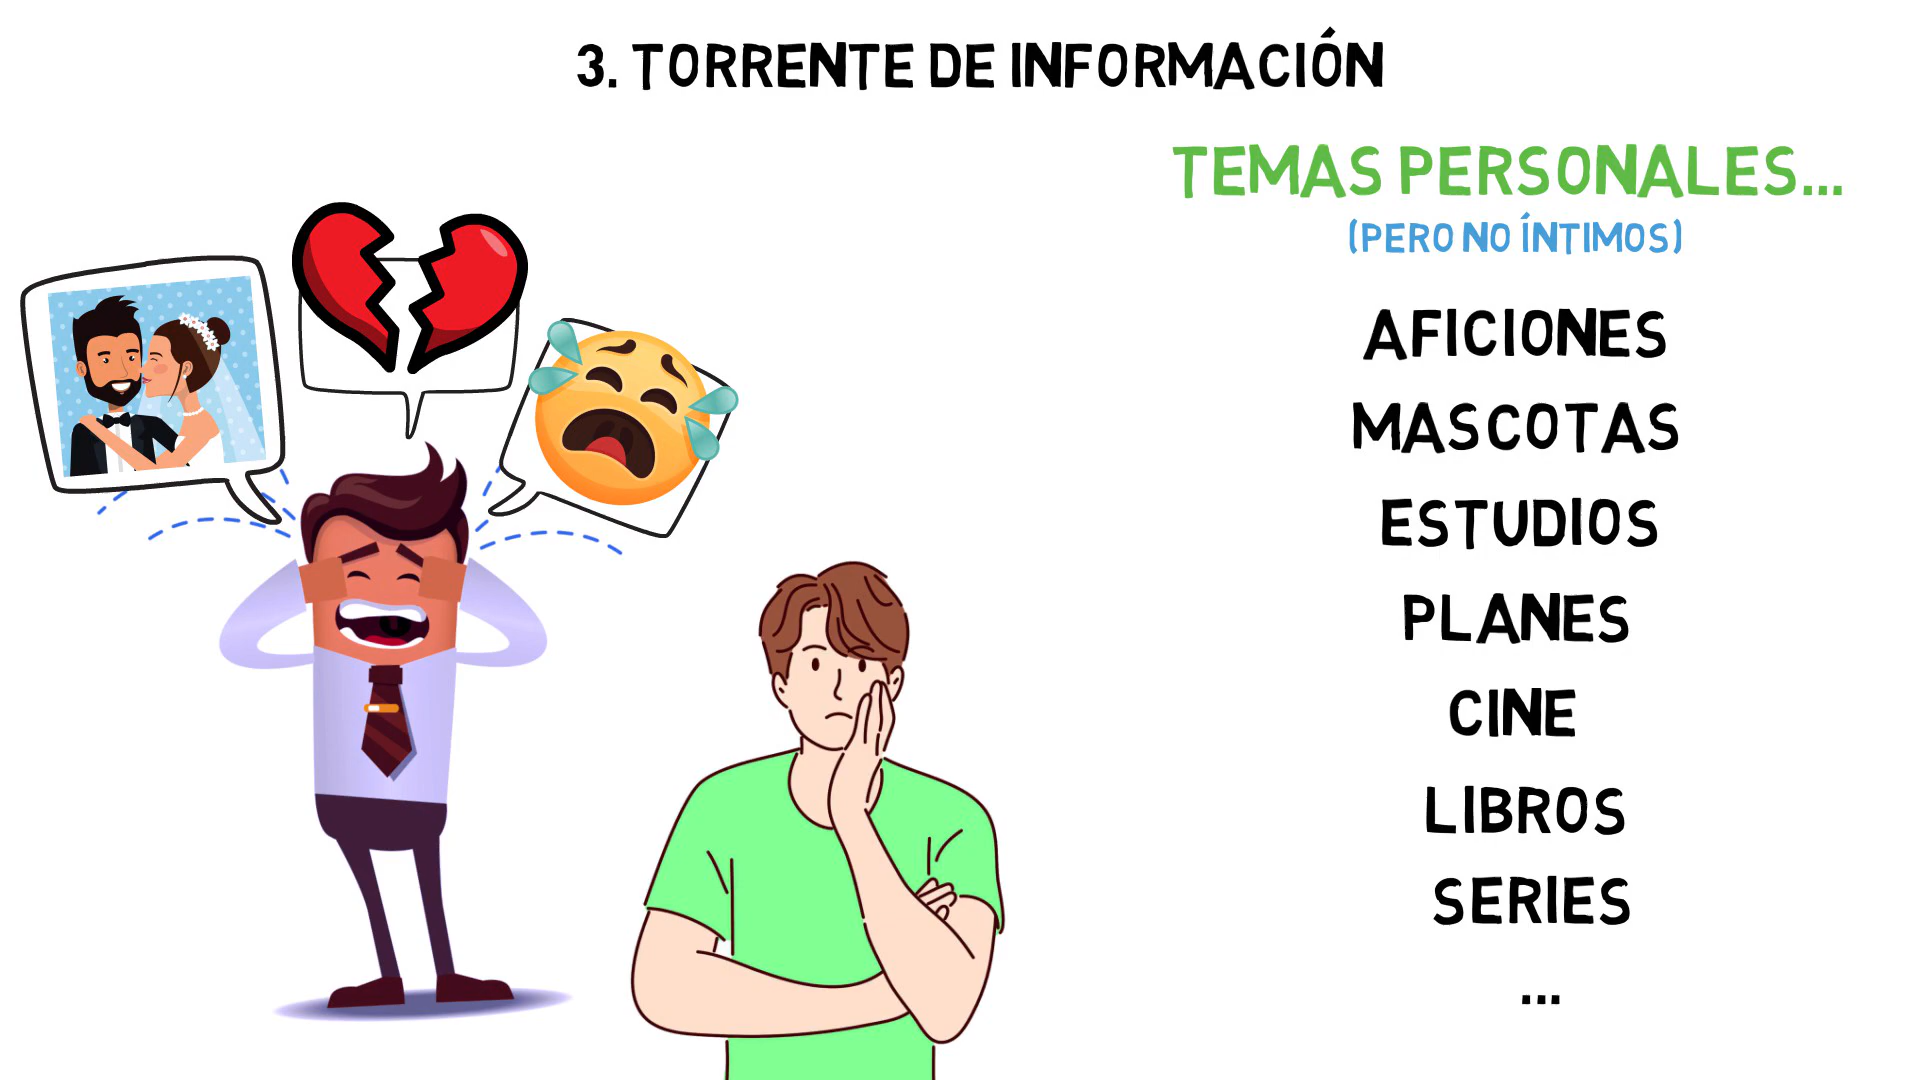 3. TORRENTE DE INFORMACIÓN
TEMAS PERSONALES...
(PERO NO ÍNTIMOS)
AFICIONES
MASCOTAS
ESTUDIOS
PLANES
CINE
LIBROS
SERIES
...